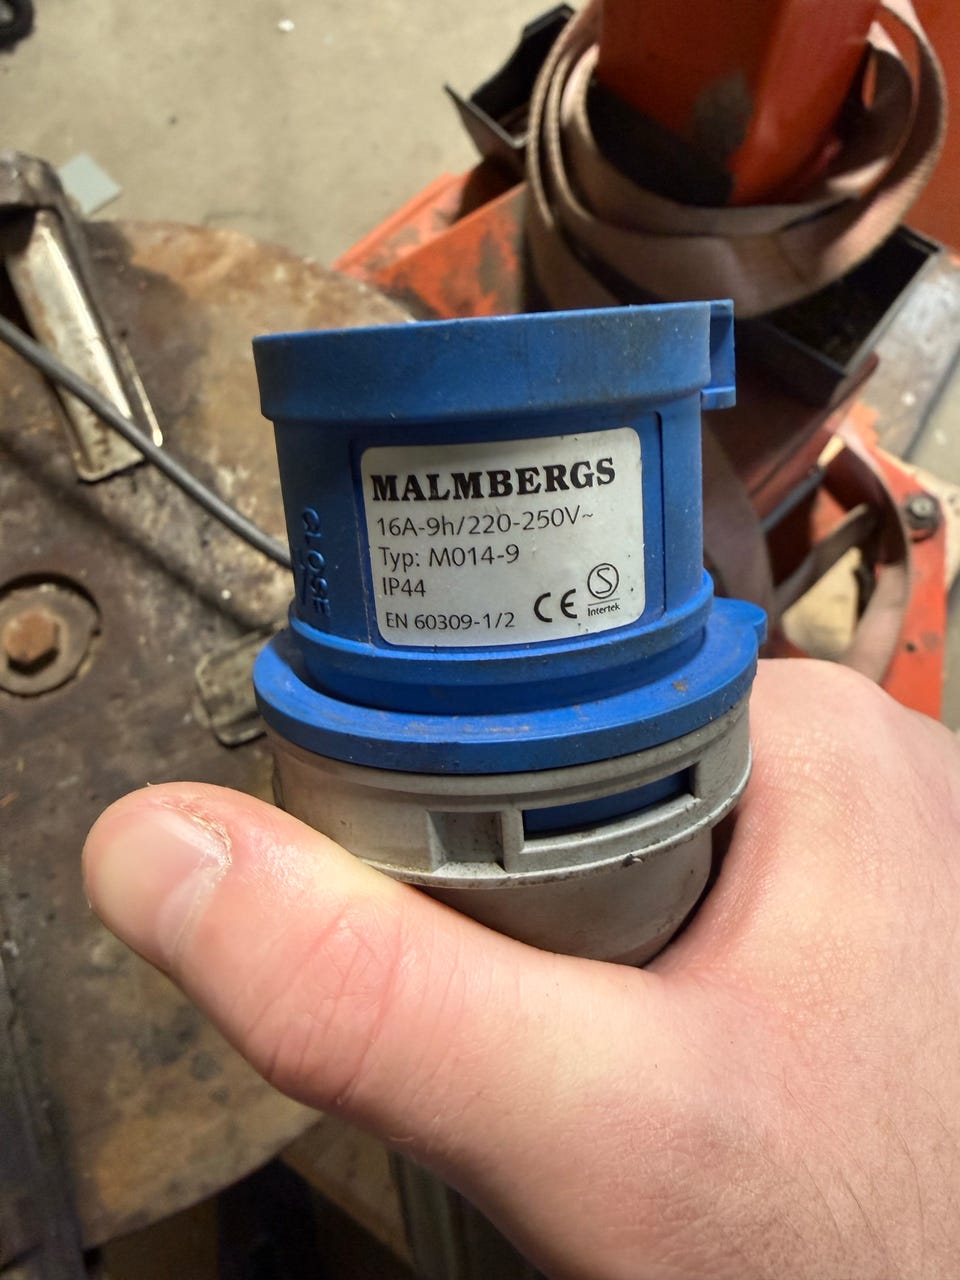 MALMBERGS
16A-9h/220-250V~
Typ: M014-9
IP44
EN 60309-1/2
CE
S
Intertek
CLOSE